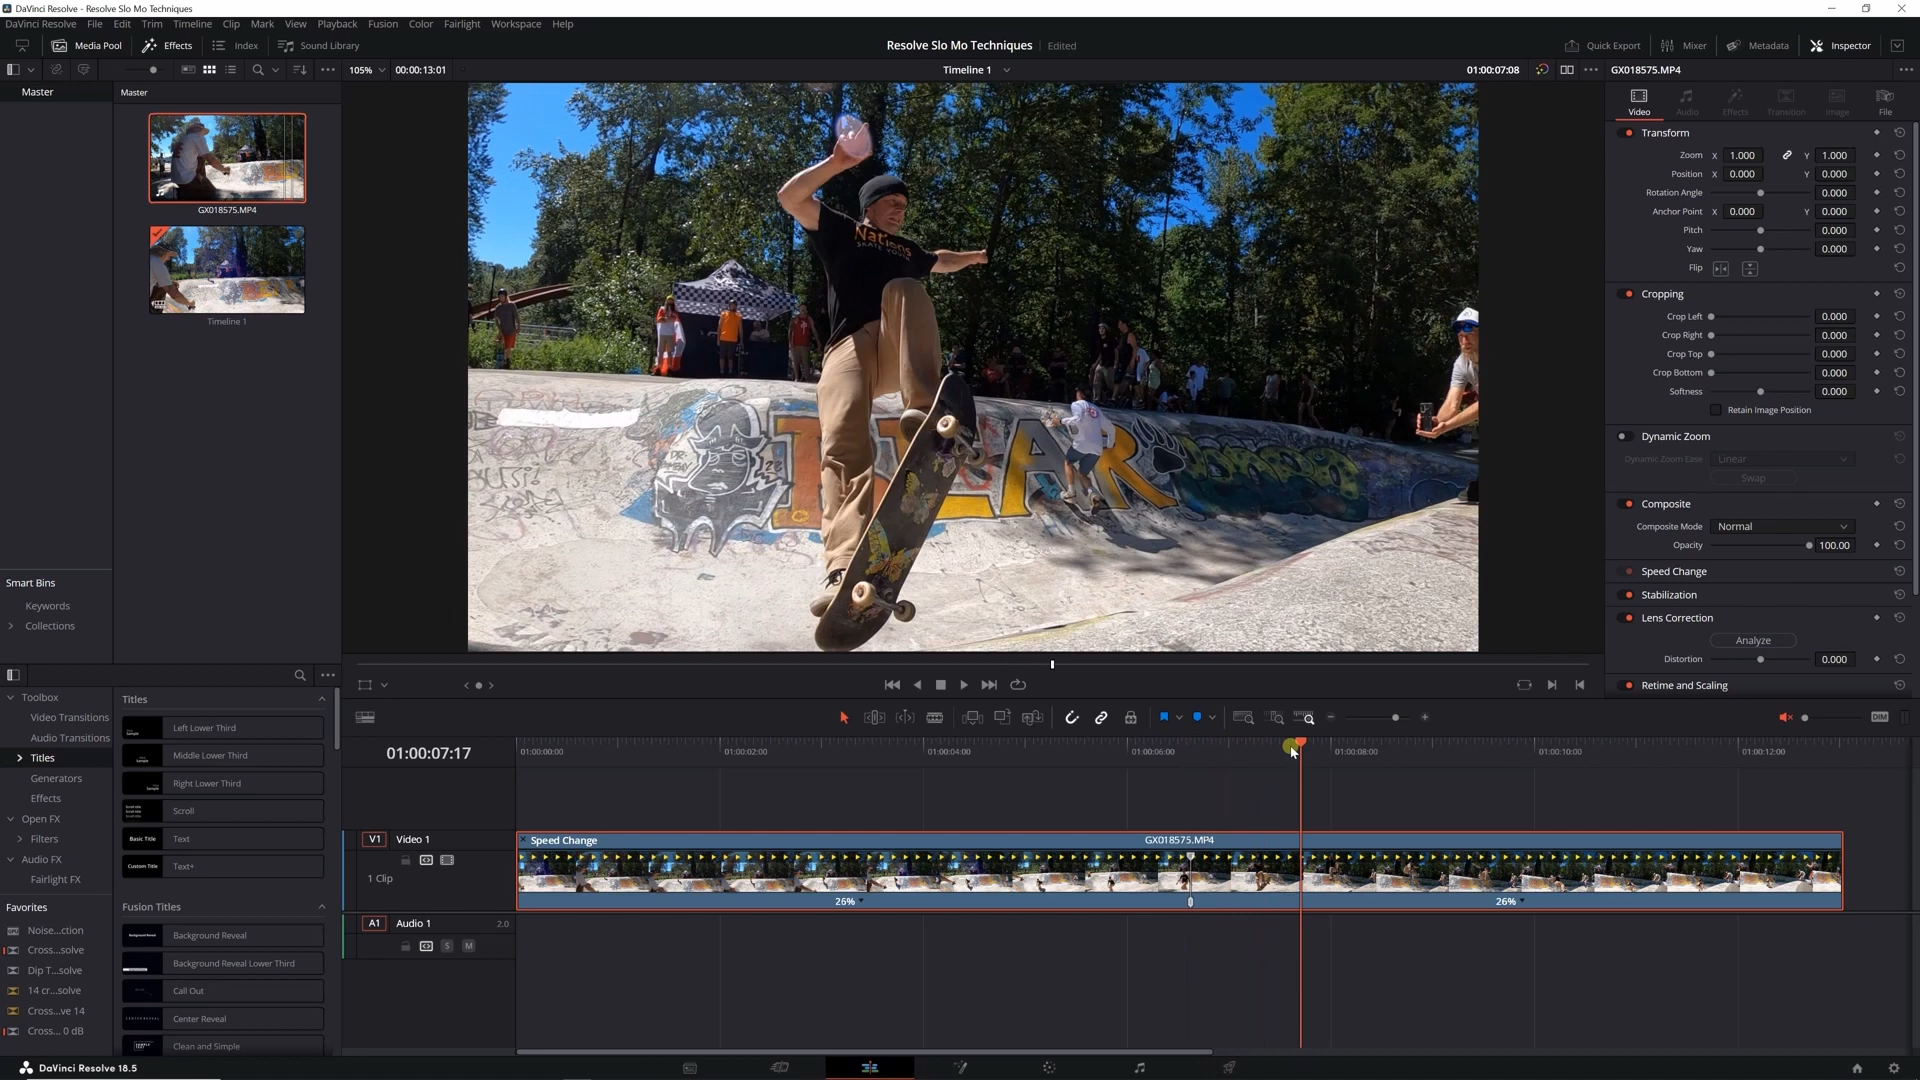 DaVinci Resolve - Resolve Slo Mo Techniques
DaVinci Resolve File Edit Trim Timeline Clip Mark View Playback Fusion Color Fairlight Workspace Help
Media Pool Effects Index Sound Library Resolve Slo Mo Techniques Edited Quick Export Mixer Metadata Inspector
105% 00:00:13:01 Timeline 1 01:00:07:08 GX018575.MP4
Master Master
Video Audio Effects Transition Image File
GX018575.MP4
Timeline 1
Nations
SKATE YOUTH
Transform
Zoom X 1.000 Y 1.000
Position X 0.000 Y 0.000
Rotation Angle 0.000
Anchor Point X 0.000 Y 0.000
Pitch 0.000
Yaw 0.000
Flip
Cropping
Crop Left 0.000
Crop Right 0.000
Crop Top 0.000
Crop Bottom 0.000
Softness 0.000
Retain Image Position
Dynamic Zoom
Dynamic Zoom Ease Linear
Swap
Composite
Composite Mode Normal
Opacity 100.00
Speed Change
Stabilization
Lens Correction
Analyze
Distortion 0.000
Retime and Scaling
Smart Bins
Keywords
Collections
Toolbox
Video Transitions
Audio Transitions
Titles
Generators
Effects
Open FX
Filters
Audio FX
Fairlight FX
Favorites
Noise...ction
Cross...solve
Dip T...solve
14 cr...solve
Cross...ve 14
Cross... 0 dB
Titles
Left Lower Third
Middle Lower Third
Right Lower Third
Scroll
Basic Title Text
Custom Title Text+
Fusion Titles
Background Reveal
Background Reveal Lower Third
Call Out
Center Reveal
Clean and Simple
DIM
01:00:07:17
01:00:00:00 01:00:02:00 01:00:04:00 01:00:06:00 01:00:08:00 01:00:10:00 01:00:12:00
V1 Video 1
1 Clip
Speed Change GX018575.MP4
26% 26%
A1 Audio 1 2.0
S M
DaVinci Resolve 18.5